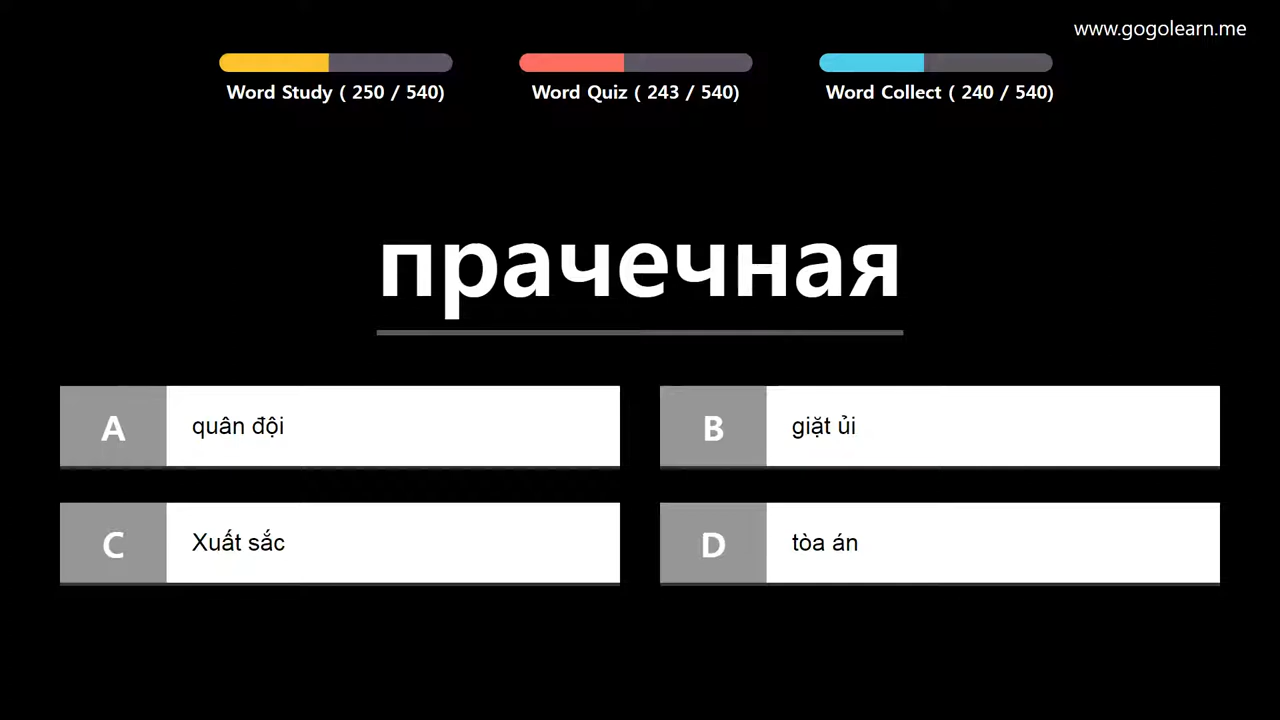 www.gogolearn.me
Word Study ( 250 / 540)
Word Quiz ( 243 / 540)
Word Collect ( 240 / 540)
прачечная
A quân đội
B giặt ủi
C Xuất sắc
D tòa án